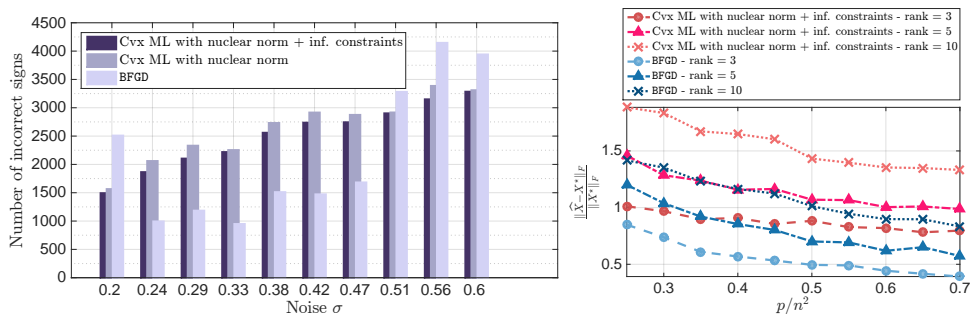 4500
4000
3500
3000
2500
2000
1500
1000
500
0
Number of incorrect signs
Cvx ML with nuclear norm + inf. constraints
Cvx ML with nuclear norm
BFGD
0.2 0.24 0.29 0.33 0.38 0.42 0.47 0.51 0.56 0.6
Noise σ
Cvx ML with nuclear norm + inf. constraints - rank = 3
Cvx ML with nuclear norm + inf. constraints - rank = 5
Cvx ML with nuclear norm + inf. constraints - rank = 10
BFGD - rank = 3
BFGD - rank = 5
BFGD - rank = 10
1.5
1
0.5
‖X̂−X*‖_F
‖X*‖_F
0.3 0.4 0.5 0.6 0.7
p/n²